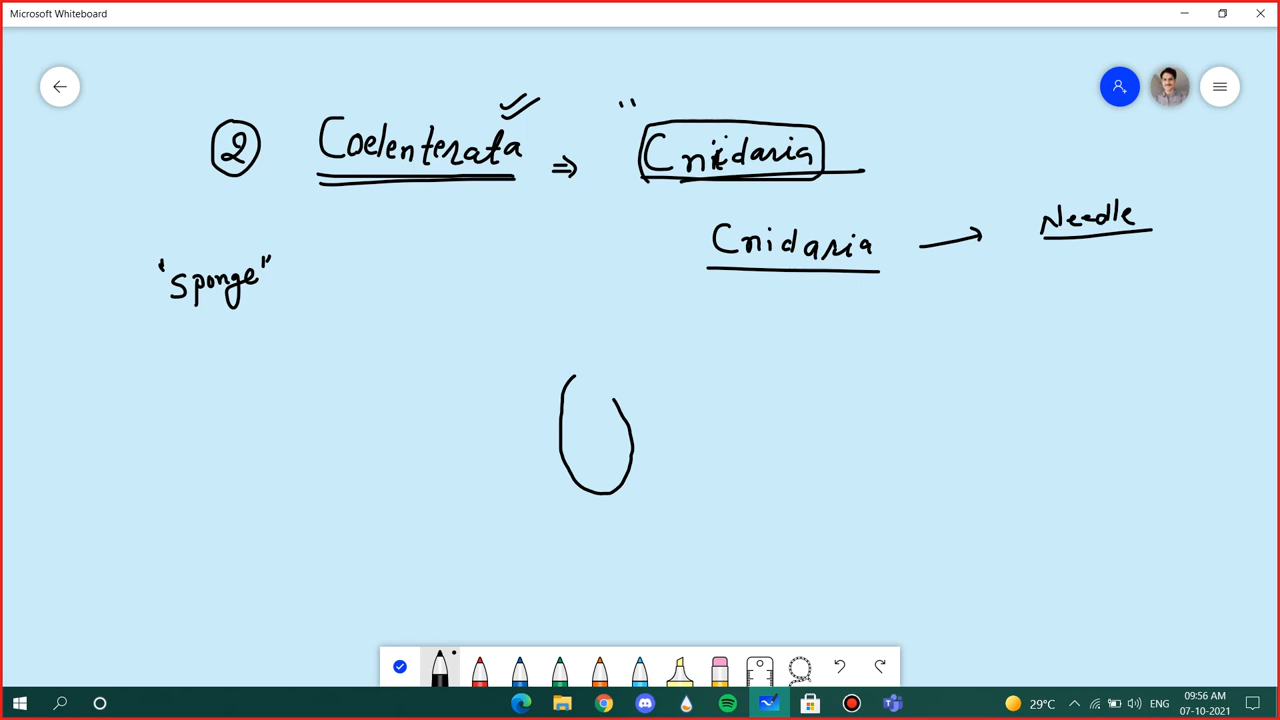 Microsoft Whiteboard
② Coelenterata ⇒ " Cnidaria
Cnidaria → Needle
"Sponge"
29°C ENG 09:56 AM
07-10-2021